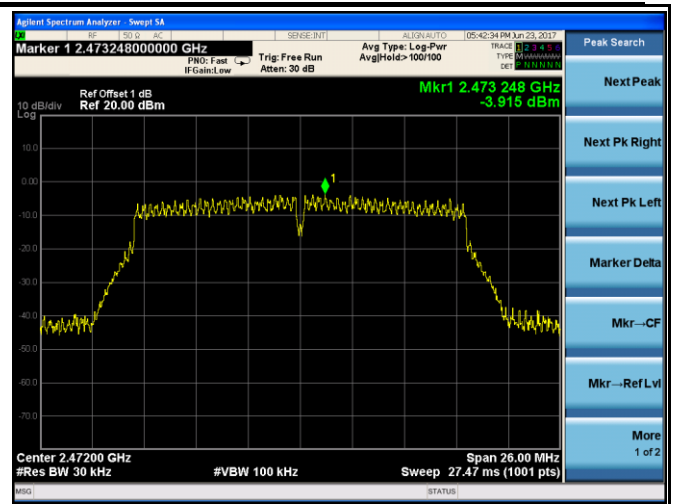 Agilent Spectrum Analyzer - Swept SA
RF 50 Ω AC SENSE:INT ALIGN AUTO 05:42:34 PM Jun 23, 2017
Marker 1 2.473248000000 GHz
PNO: Fast Trig: Free Run Avg Type: Log-Pwr TRACE 1 2 3 4 5 6
IFGain:Low Atten: 30 dB Avg|Hold:>100/100 TYPE
DET P N N N N N
Peak Search
Ref Offset 1 dB
10 dB/div Ref 20.00 dBm
Mkr1 2.473 248 GHz
-3.915 dBm
Log
10.0
0.00
-10.0
-20.0
-30.0
-40.0
-50.0
-60.0
-70.0
1
Center 2.47200 GHz Span 26.00 MHz
#Res BW 30 kHz #VBW 100 kHz Sweep 27.47 ms (1001 pts)
MSG STATUS
Next Peak
Next Pk Right
Next Pk Left
Marker Delta
Mkr→CF
Mkr→Ref Lvl
More
1 of 2